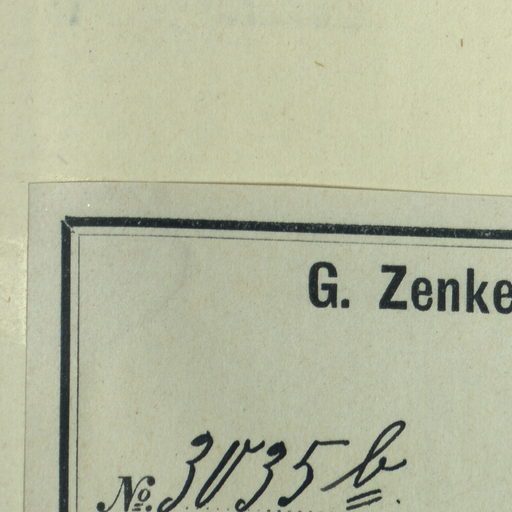 G. Zenke
№. 3035 b.